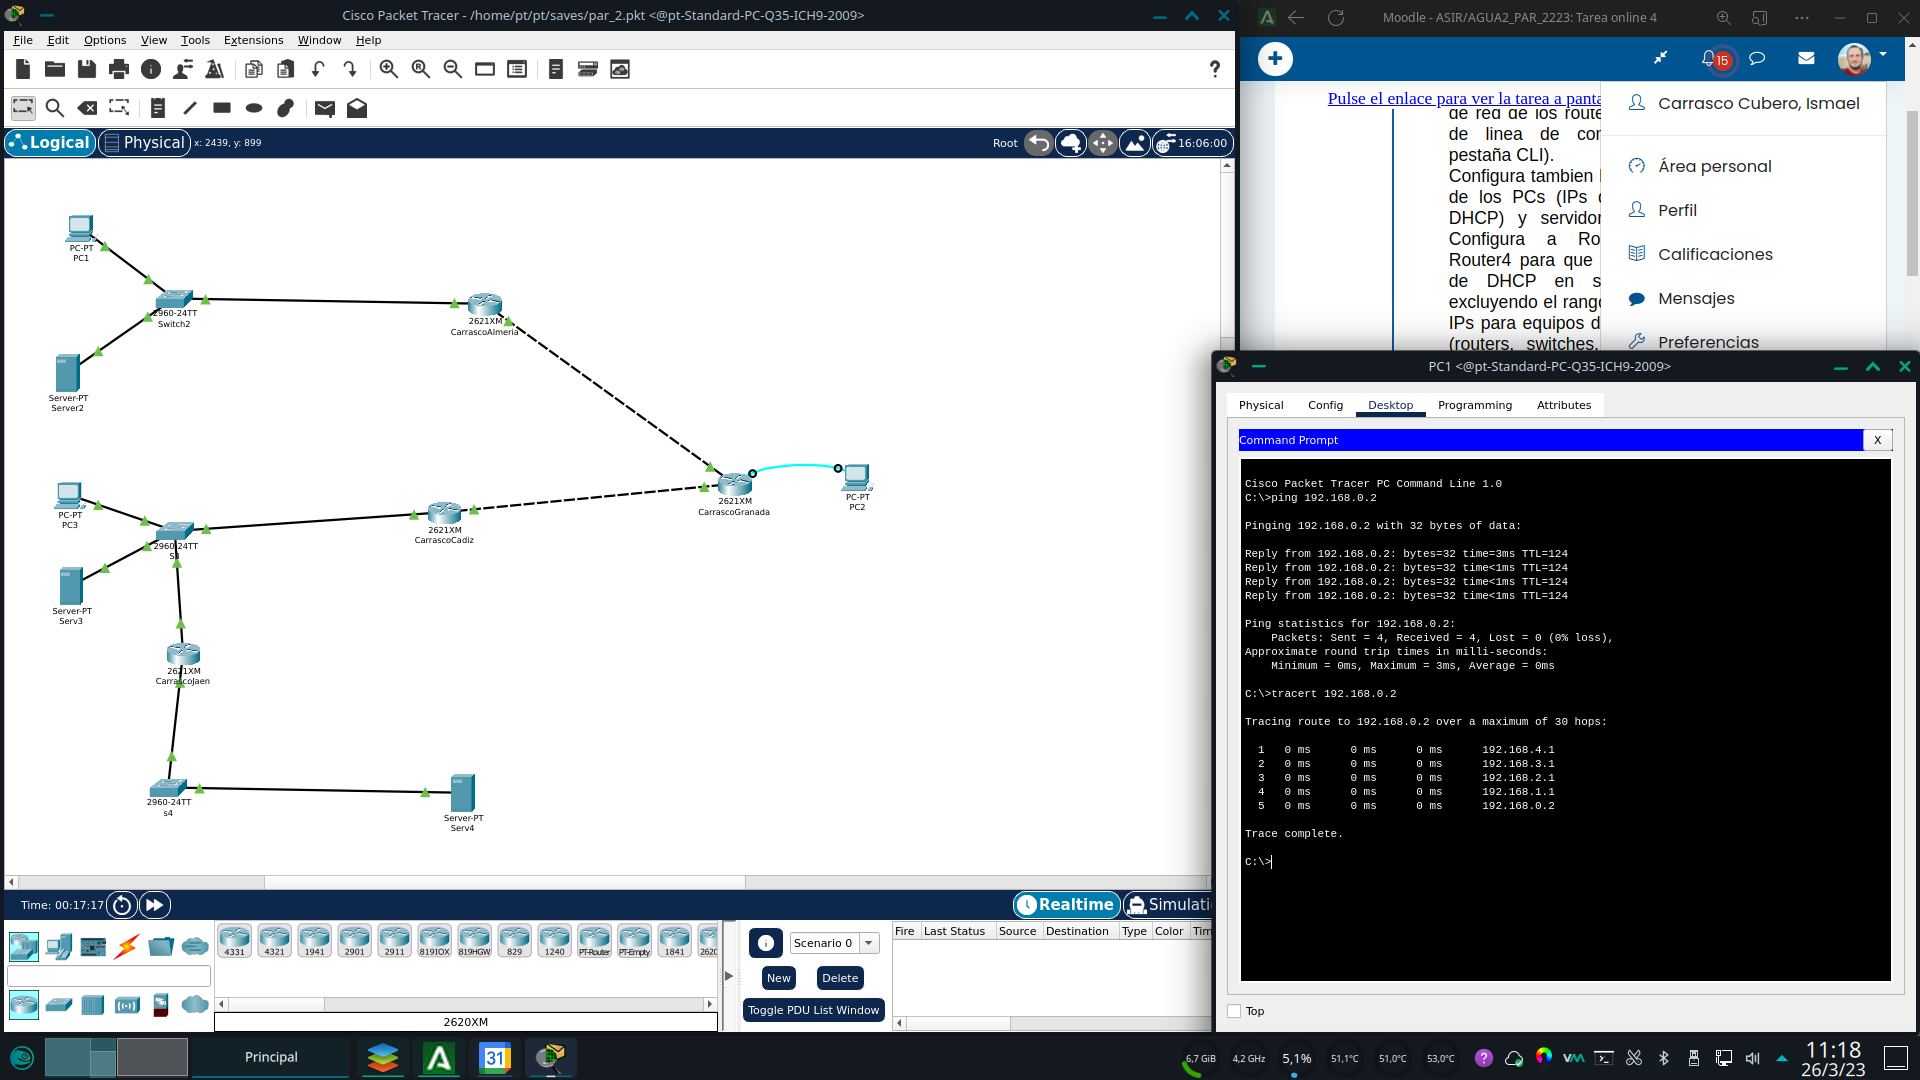 Cisco Packet Tracer - /home/pt/pt/saves/par_2.pkt <@pt-Standard-PC-Q35-ICH9-2009>
File Edit Options View Tools Extensions Window Help
Logical Physical x: 2439, y: 899
Root 16:06:00
PC-PT
PC1
2960-24TT
Switch2
2621XM
CarrascoAlmeria
Server-PT
Server2
PC-PT
PC3
2960-24TT
S3
2621XM
CarrascoCadiz
2621XM
CarrascoGranada
PC-PT
PC2
Server-PT
Serv3
2621XM
CarrascoJaen
2960-24TT
s4
Server-PT
Serv4
Time: 00:17:17
Realtime Simulati
4331 4321 1941 2901 2911 819IOX 819HGW 829 1240 PT-Router PT-Empty 1841 2620
2620XM
Scenario 0
New Delete
Toggle PDU List Window
Fire Last Status Source Destination Type Color Tim
Moodle - ASIR/AGUA2_PAR_2223: Tarea online 4
15
Pulse el enlace para ver la tarea a panta
de red de los route
de linea de cor
pestaña CLI).
Configura tambien l
de los PCs (IPs
DHCP) y servidor
Configura a Ro
Router4 para que
de DHCP en s
excluyendo el rango
IPs para equipos d
(routers, switches,
Carrasco Cubero, Ismael
Área personal
Perfil
Calificaciones
Mensajes
Preferencias
PC1 <@pt-Standard-PC-Q35-ICH9-2009>
Physical Config Desktop Programming Attributes
Command Prompt X
Cisco Packet Tracer PC Command Line 1.0
C:\>ping 192.168.0.2
Pinging 192.168.0.2 with 32 bytes of data:
Reply from 192.168.0.2: bytes=32 time=3ms TTL=124
Reply from 192.168.0.2: bytes=32 time<1ms TTL=124
Reply from 192.168.0.2: bytes=32 time<1ms TTL=124
Reply from 192.168.0.2: bytes=32 time<1ms TTL=124
Ping statistics for 192.168.0.2:
Packets: Sent = 4, Received = 4, Lost = 0 (0% loss),
Approximate round trip times in milli-seconds:
Minimum = 0ms, Maximum = 3ms, Average = 0ms
C:\>tracert 192.168.0.2
Tracing route to 192.168.0.2 over a maximum of 30 hops:
1 0 ms 0 ms 0 ms 192.168.4.1
2 0 ms 0 ms 0 ms 192.168.3.1
3 0 ms 0 ms 0 ms 192.168.2.1
4 0 ms 0 ms 0 ms 192.168.1.1
5 0 ms 0 ms 0 ms 192.168.0.2
Trace complete.
C:\>
Top
Principal
31
6,7 GiB 4,2 GHz 5,1% 51,1°C 51,0°C 53,0°C
11:18
26/3/23